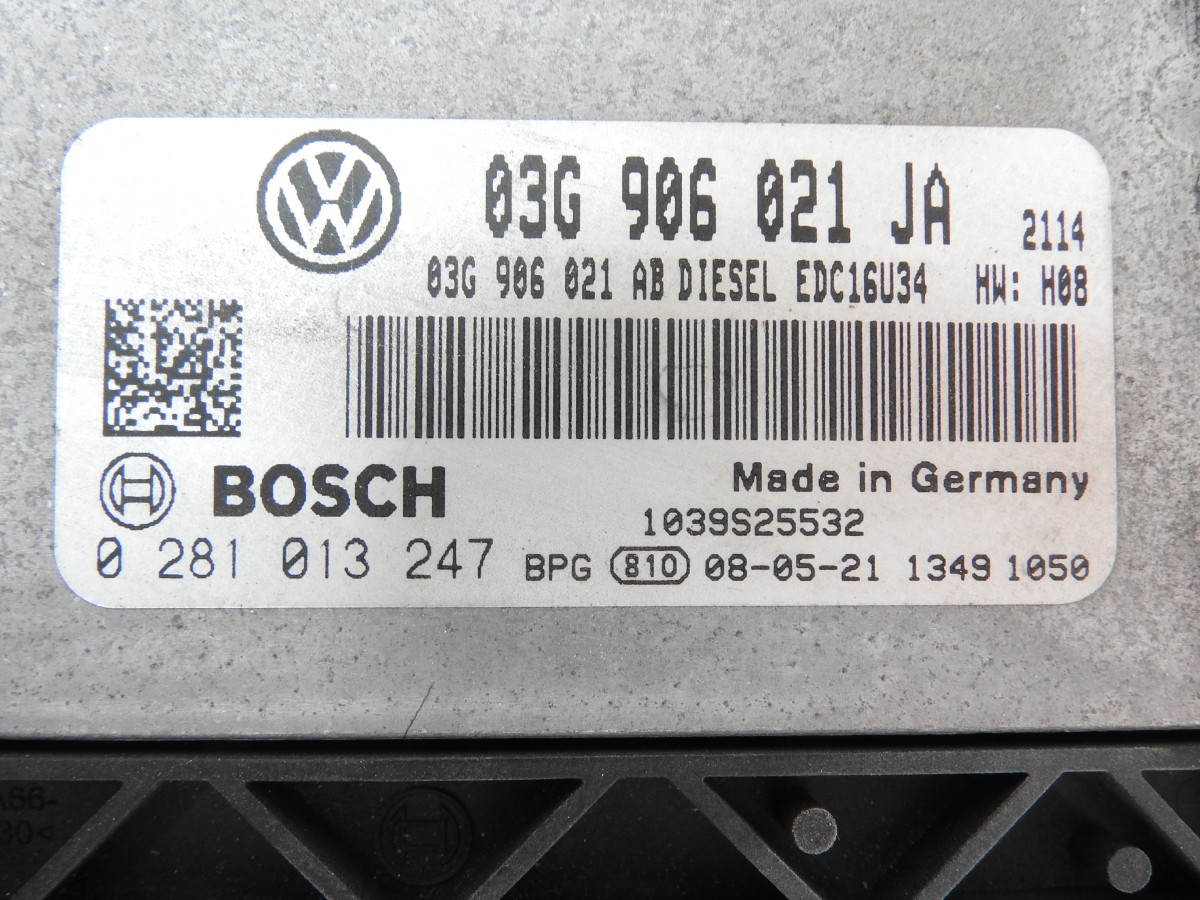 03G 906 021 JA 2114
03G 906 021 AB DIESEL EDC16U34 HW: H08
BOSCH
Made in Germany
1039S25532
0 281 013 247 BPG 810 08-05-21 1349 1050
30<